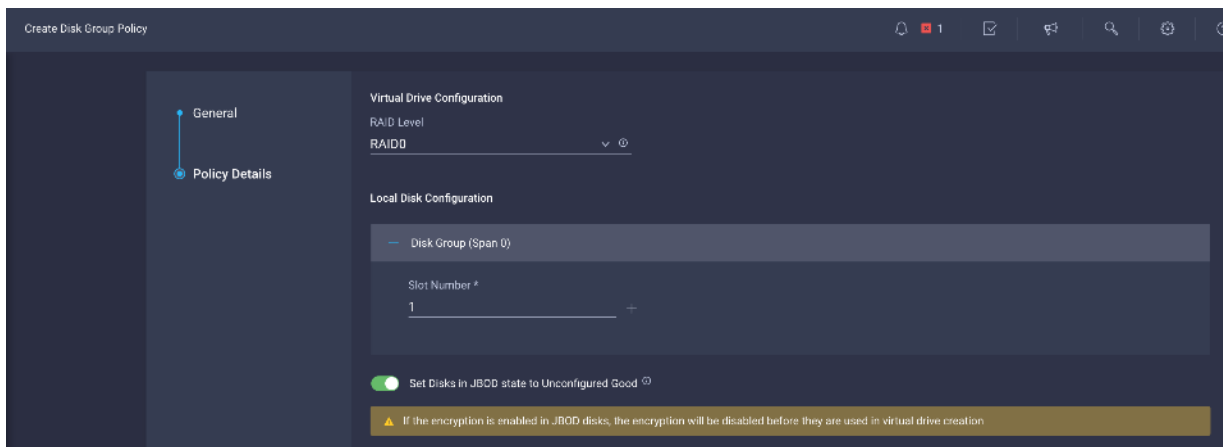 Create Disk Group Policy
1
General
Policy Details
Virtual Drive Configuration
RAID Level
RAID0
Local Disk Configuration
Disk Group (Span 0)
Slot Number *
1
Set Disks in JBOD state to Unconfigured Good
If the encryption is enabled in JBOD disks, the encryption will be disabled before they are used in virtual drive creation